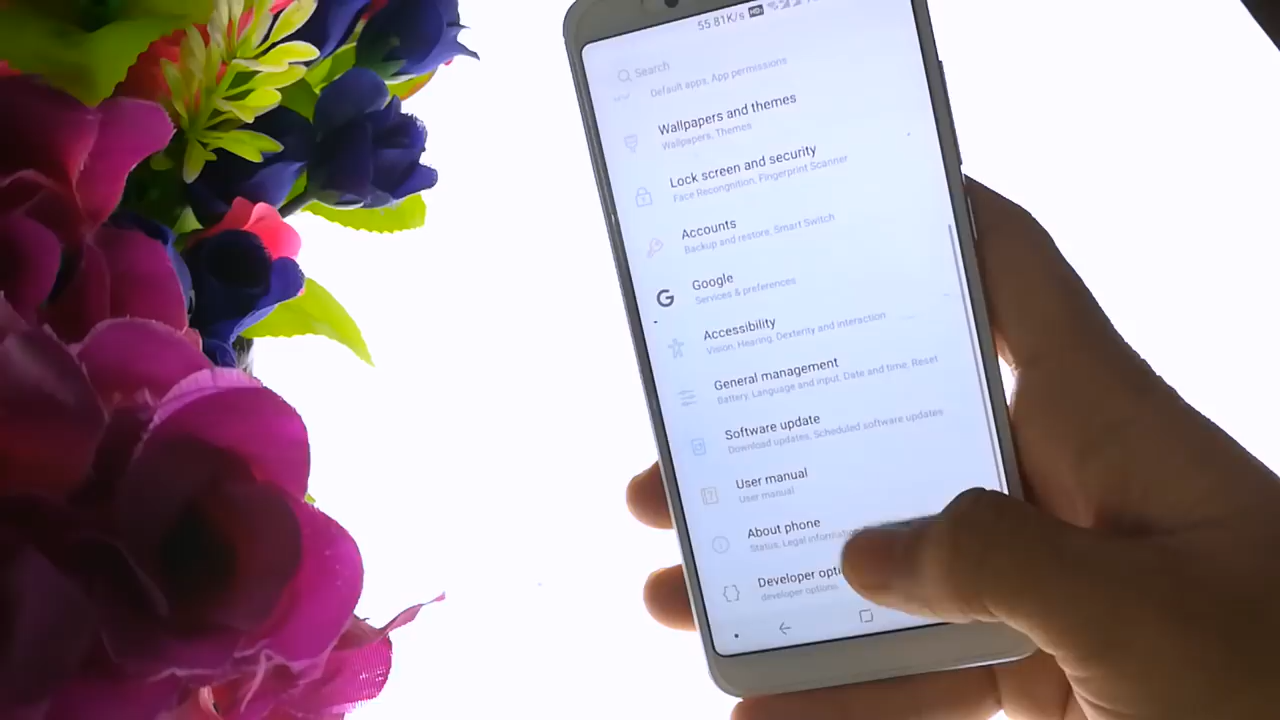 55.81K/s HD
Search
Default apps, App permissions
Wallpapers and themes
Wallpapers, Themes
Lock screen and security
Face Recongnition, Fingerprint Scanner
Accounts
Backup and restore, Smart Switch
Google
Services & preferences
Accessibility
Vision, Hearing, Dexterity and interaction
General management
Battery, Language and input, Date and time, Reset
Software update
Download updates, Scheduled software updates
User manual
User manual
About phone
Status, Legal information
Developer opti
developer options